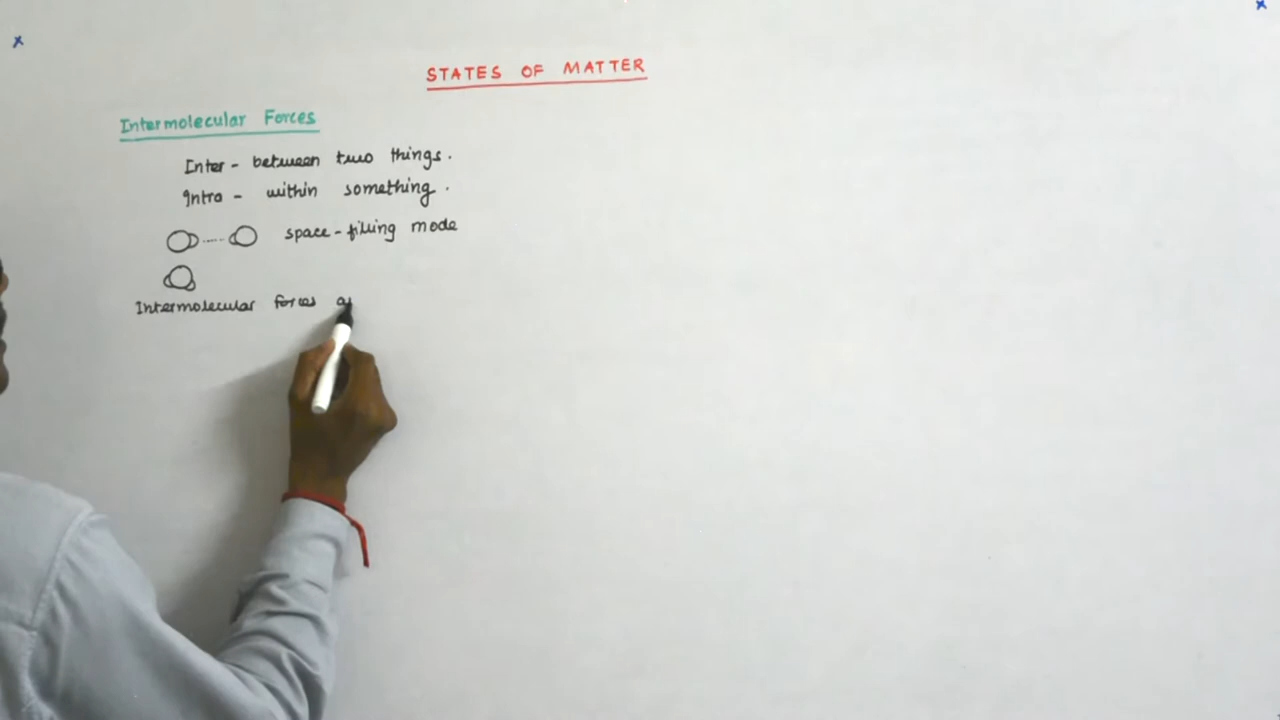 STATES OF MATTER
Intermolecular Forces
Inter - between two things.
Intra - within something.
space-filling mode
Intermolecular forces